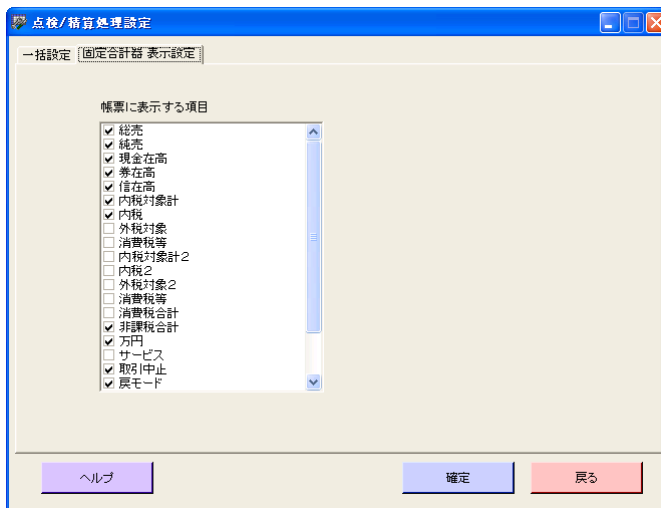 点検/精算処理設定
一括設定 固定合計器 表示設定
帳票に表示する項目
総売
純売
現金在高
券在高
信在高
内税対象計
内税
外税対象
消費税等
内税対象計２
内税２
外税対象２
消費税等
消費税合計
非課税合計
万円
サービス
取引中止
戻モード
ヘルプ 確定 戻る